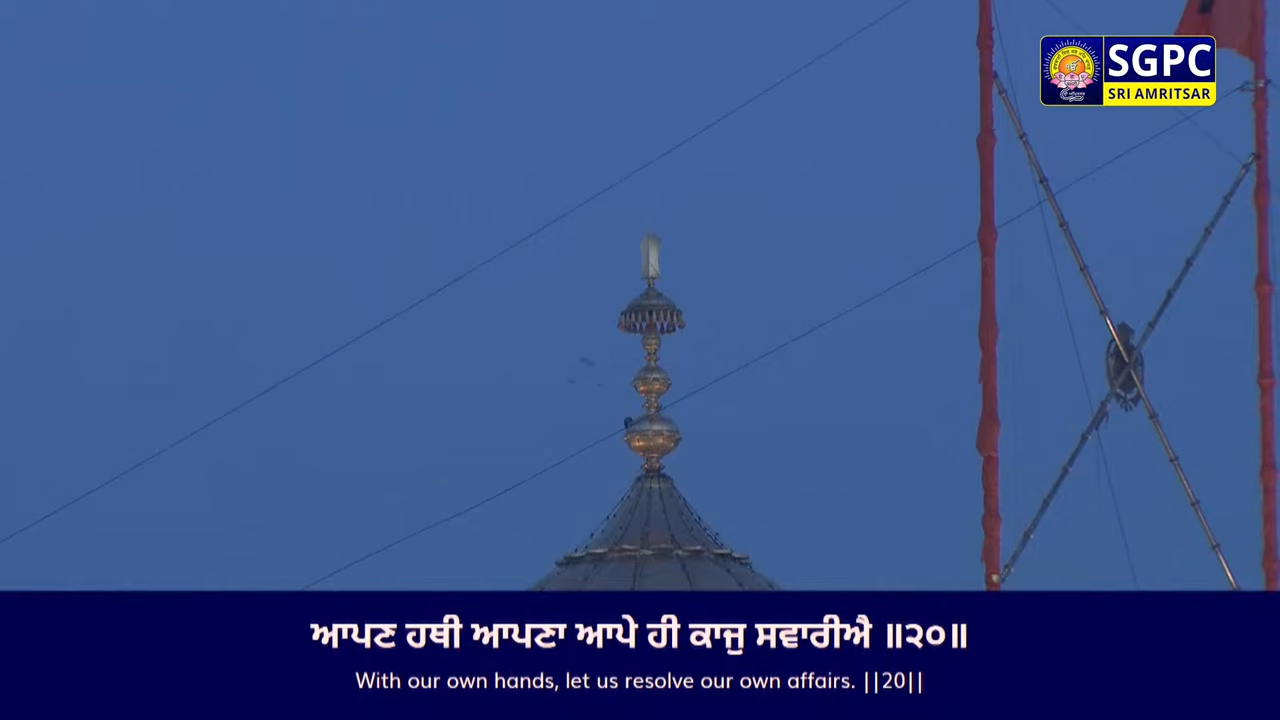 SGPC
SRI AMRITSAR
ਆਪਣ ਹਥੀ ਆਪਣਾ ਆਪੇ ਹੀ ਕਾਜੁ ਸਵਾਰੀਐ ॥੨੦॥
With our own hands, let us resolve our own affairs. ||20||